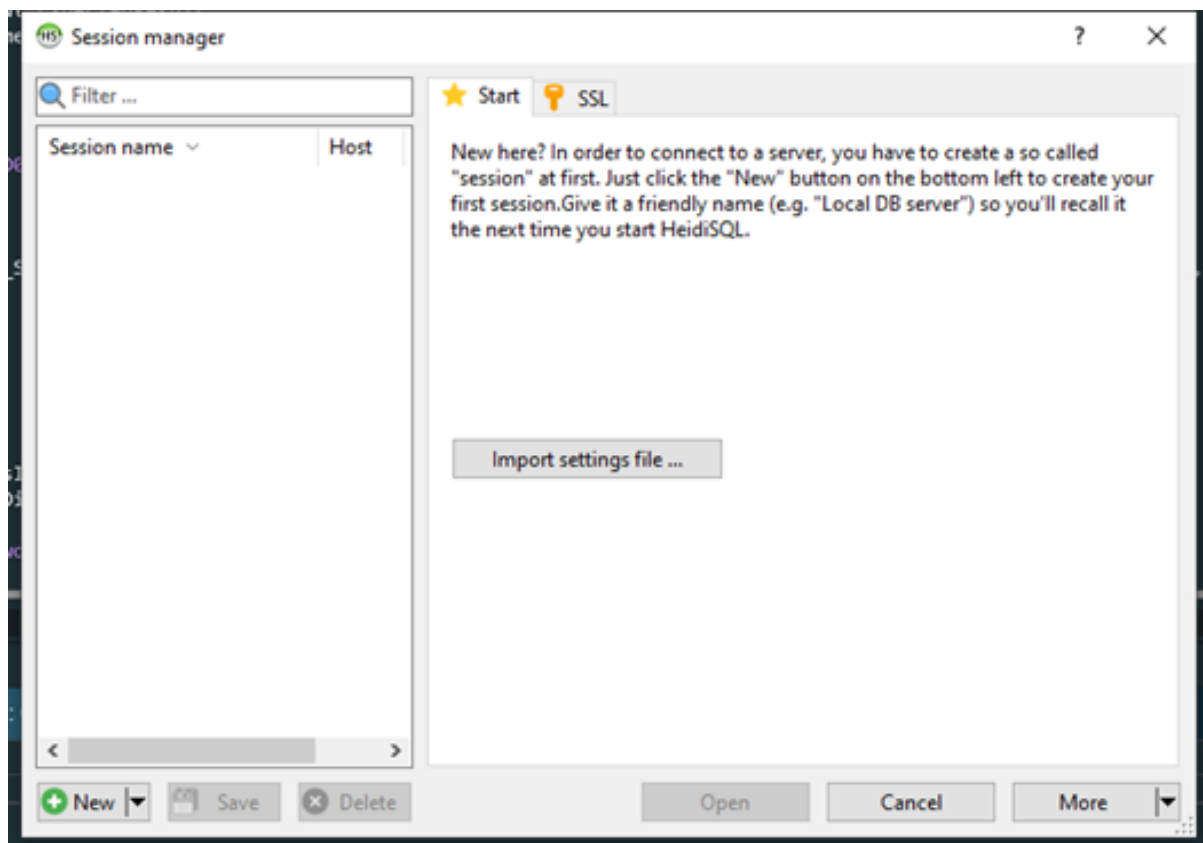 HS Session manager ?
Filter ...
Session name Host
Start SSL
New here? In order to connect to a server, you have to create a so called
"session" at first. Just click the "New" button on the bottom left to create your
first session.Give it a friendly name (e.g. "Local DB server") so you'll recall it
the next time you start HeidiSQL.
Import settings file ...
New Save Delete Open Cancel More